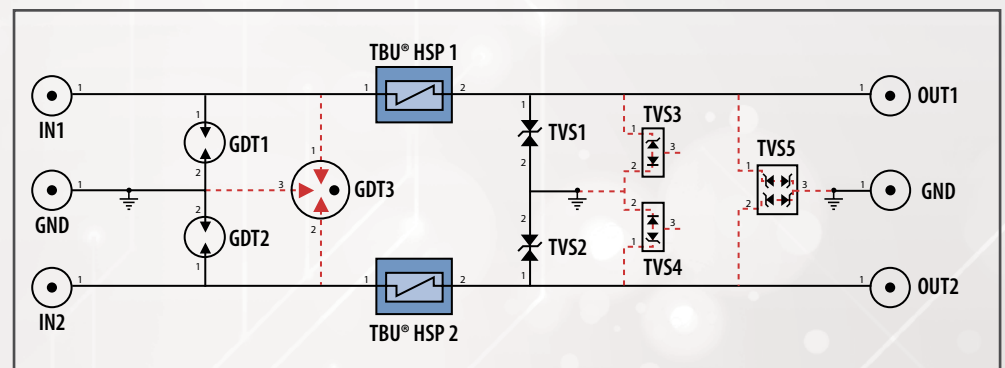 TBU® HSP 1
1 1 2 1
IN1
OUT1
1 1 1 1
GDT1
TVS1
TVS3
3
TVS5
2 2 2
1
GND
3
GDT3
3
GND
2 2 2 2
GDT2
TVS2
3
TVS4
1 2 1 1
1 1 2 1
IN2
OUT2
TBU® HSP 2